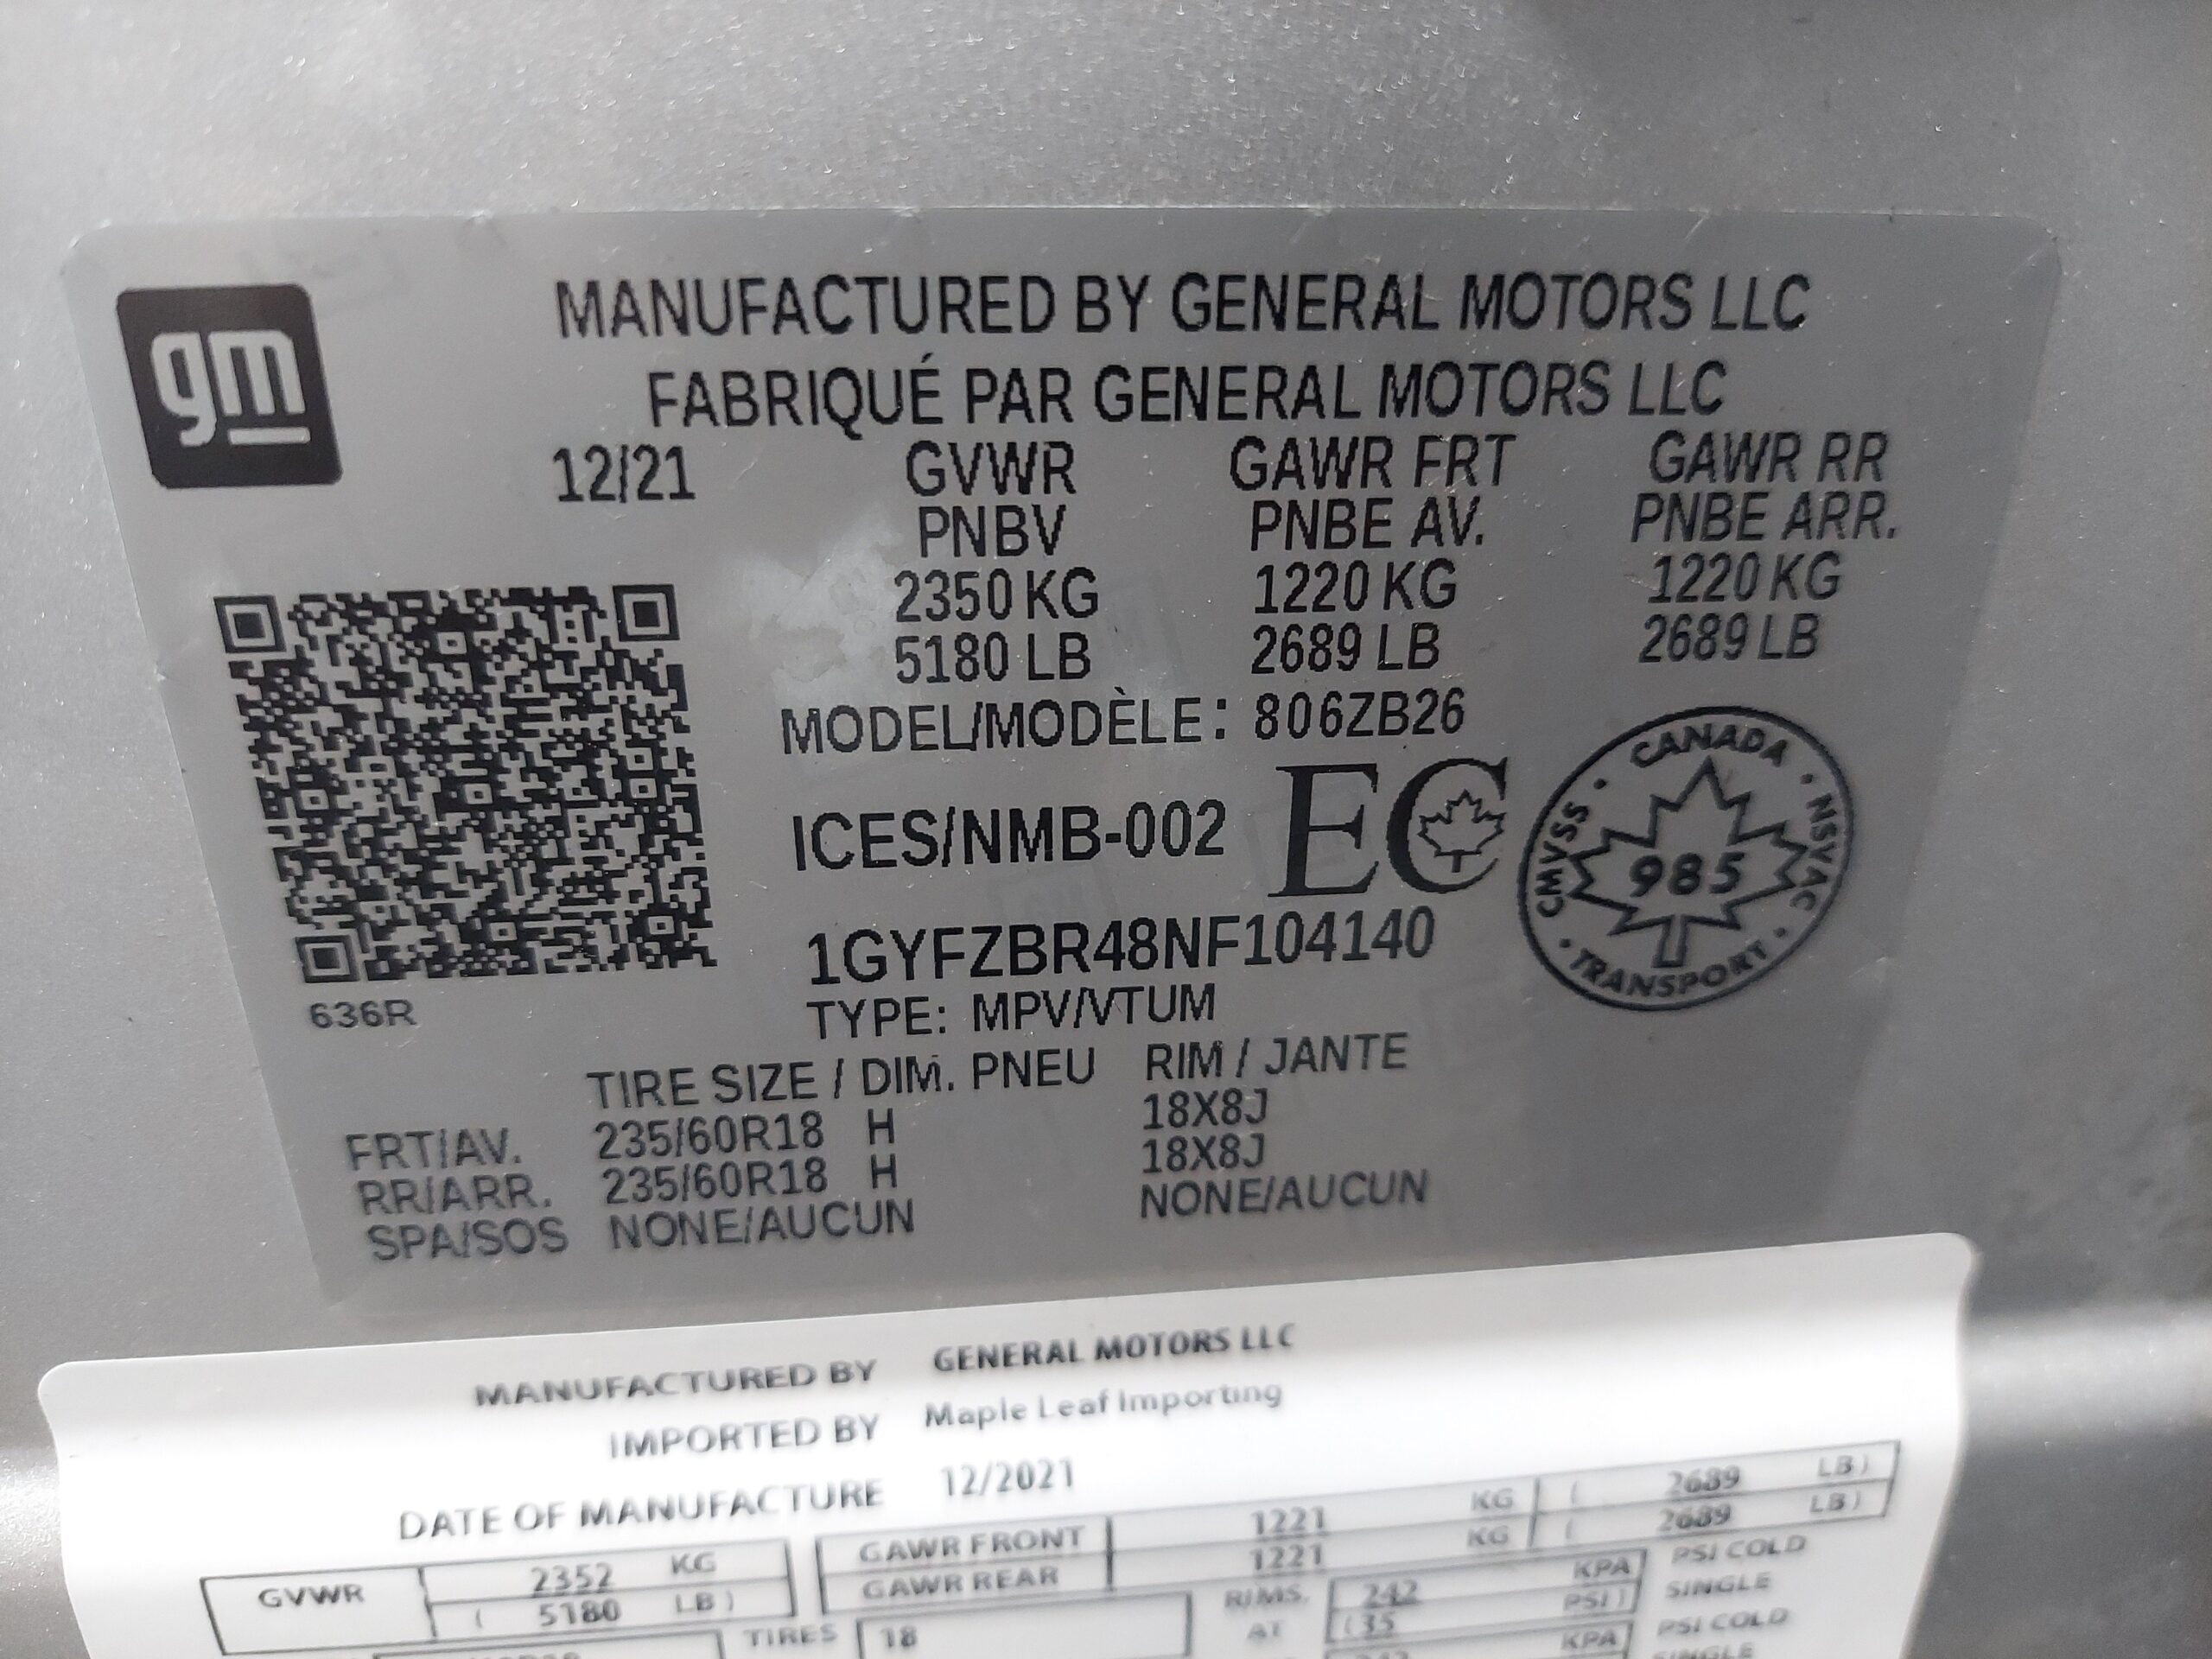 gm
MANUFACTURED BY GENERAL MOTORS LLC
FABRIQUÉ PAR GENERAL MOTORS LLC
12/21 GVWR GAWR FRT GAWR RR
PNBV PNBE AV. PNBE ARR.
2350 KG 1220 KG 1220 KG
5180 LB 2689 LB 2689 LB
MODEL/MODÈLE: 806ZB26
ICES/NMB-002 EC
CANADA · NSVAC · TRANSPORT · CMVSS ·
985
1GYFZBR48NF104140
636R
TYPE: MPV/VTUM
TIRE SIZE / DIM. PNEU RIM / JANTE
FRT/AV. 235/60R18 H 18X8J
RR/ARR. 235/60R18 H 18X8J
SPA/SOS NONE/AUCUN NONE/AUCUN
MANUFACTURED BY GENERAL MOTORS LLC
IMPORTED BY Maple Leaf Importing
DATE OF MANUFACTURE 12/2021
GVWR 2352 KG
( 5180 LB )
GAWR FRONT 1221 KG ( 2689 LB )
GAWR REAR 1221 KG ( 2689 LB )
TIRES 18 RIMS. 242 KPA PSI COLD
AT ( 35 PSI ) SINGLE
KPA PSI COLD
SINGLE